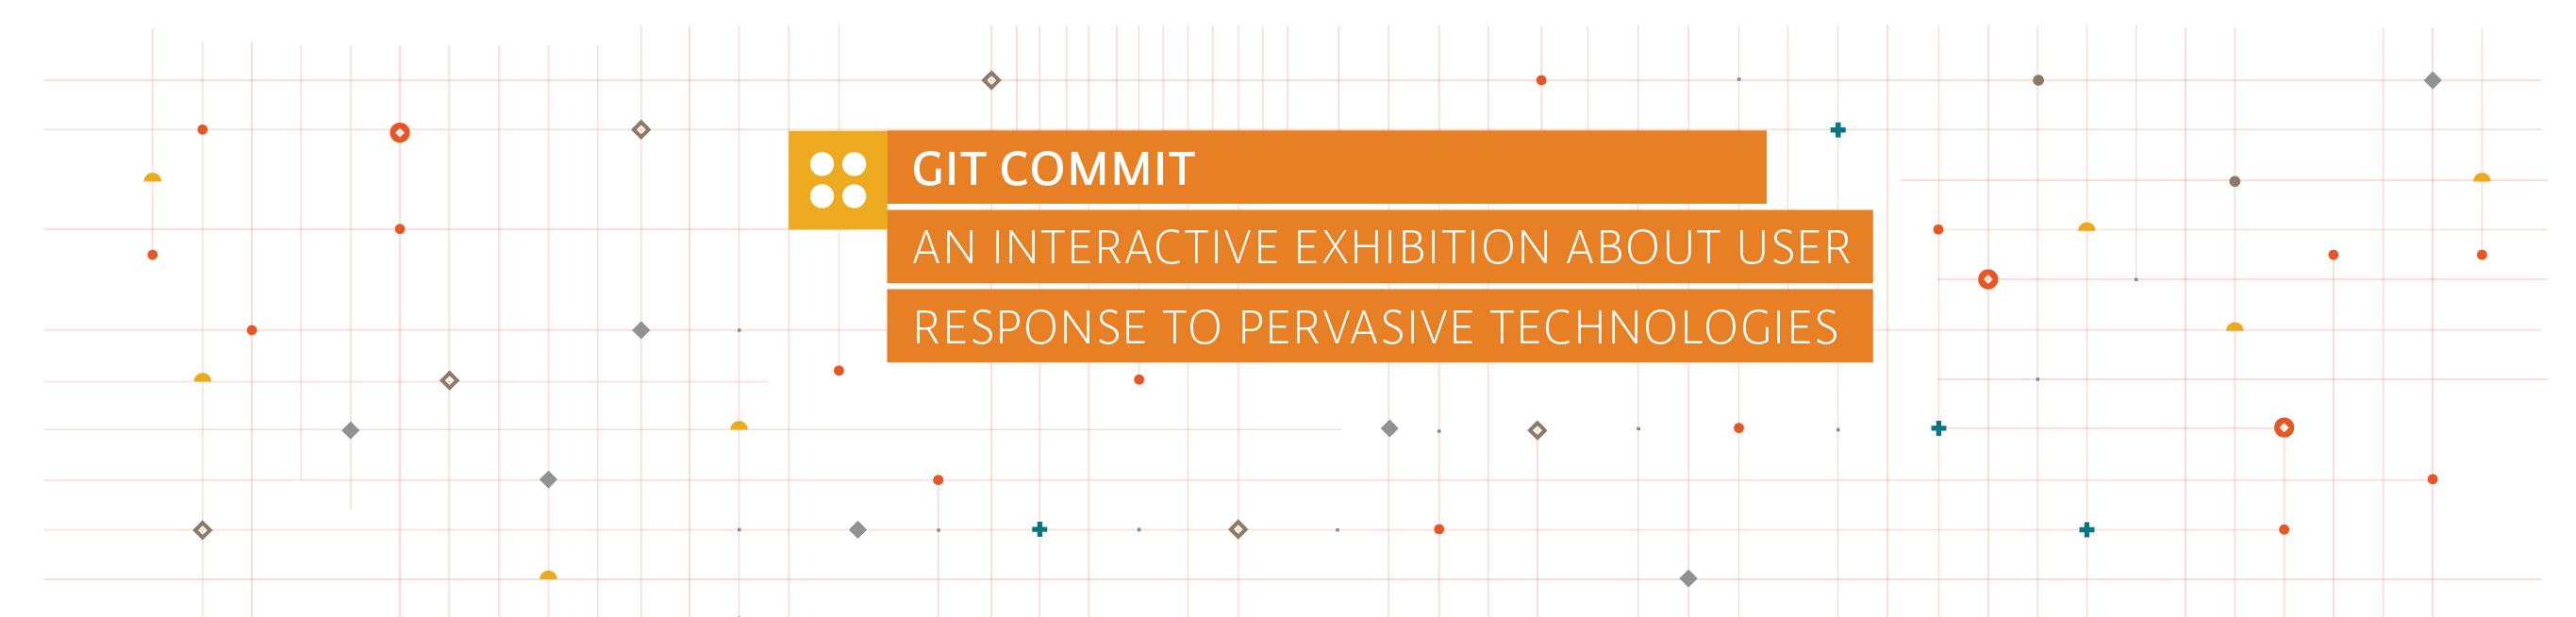 GIT COMMIT
AN INTERACTIVE EXHIBITION ABOUT USER
RESPONSE TO PERVASIVE TECHNOLOGIES